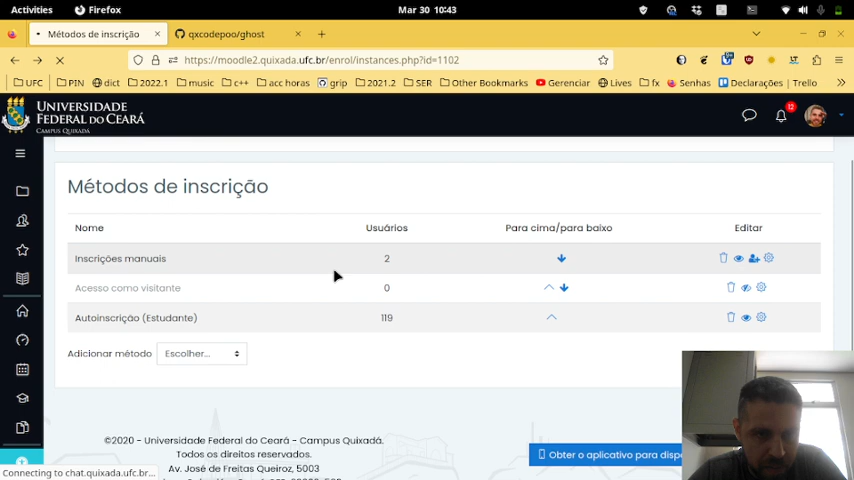 Activities
Firefox
Mar 30 10:43
Métodos de inscrição
qxcodepoo/ghost
https://moodle2.quixada.ufc.br/enrol/instances.php?id=1102
UFC PIN dict 2022.1 music c++ acc horas grip 2021.2 SER Other Bookmarks Gerenciar Lives fx Senhas Declarações | Trello
UNIVERSIDADE
FEDERAL DO CEARÁ
CAMPUS QUIXADÁ
12
Métodos de inscrição
Nome Usuários Para cima/para baixo Editar
Inscrições manuais 2
Acesso como visitante 0
Autoinscrição (Estudante) 119
Adicionar método Escolher...
©2020 - Universidade Federal do Ceará - Campus Quixadá.
Todos os direitos reservados.
Av. José de Freitas Queiroz, 5003
Obter o aplicativo para dispo
Connecting to chat.quixada.ufc.br...